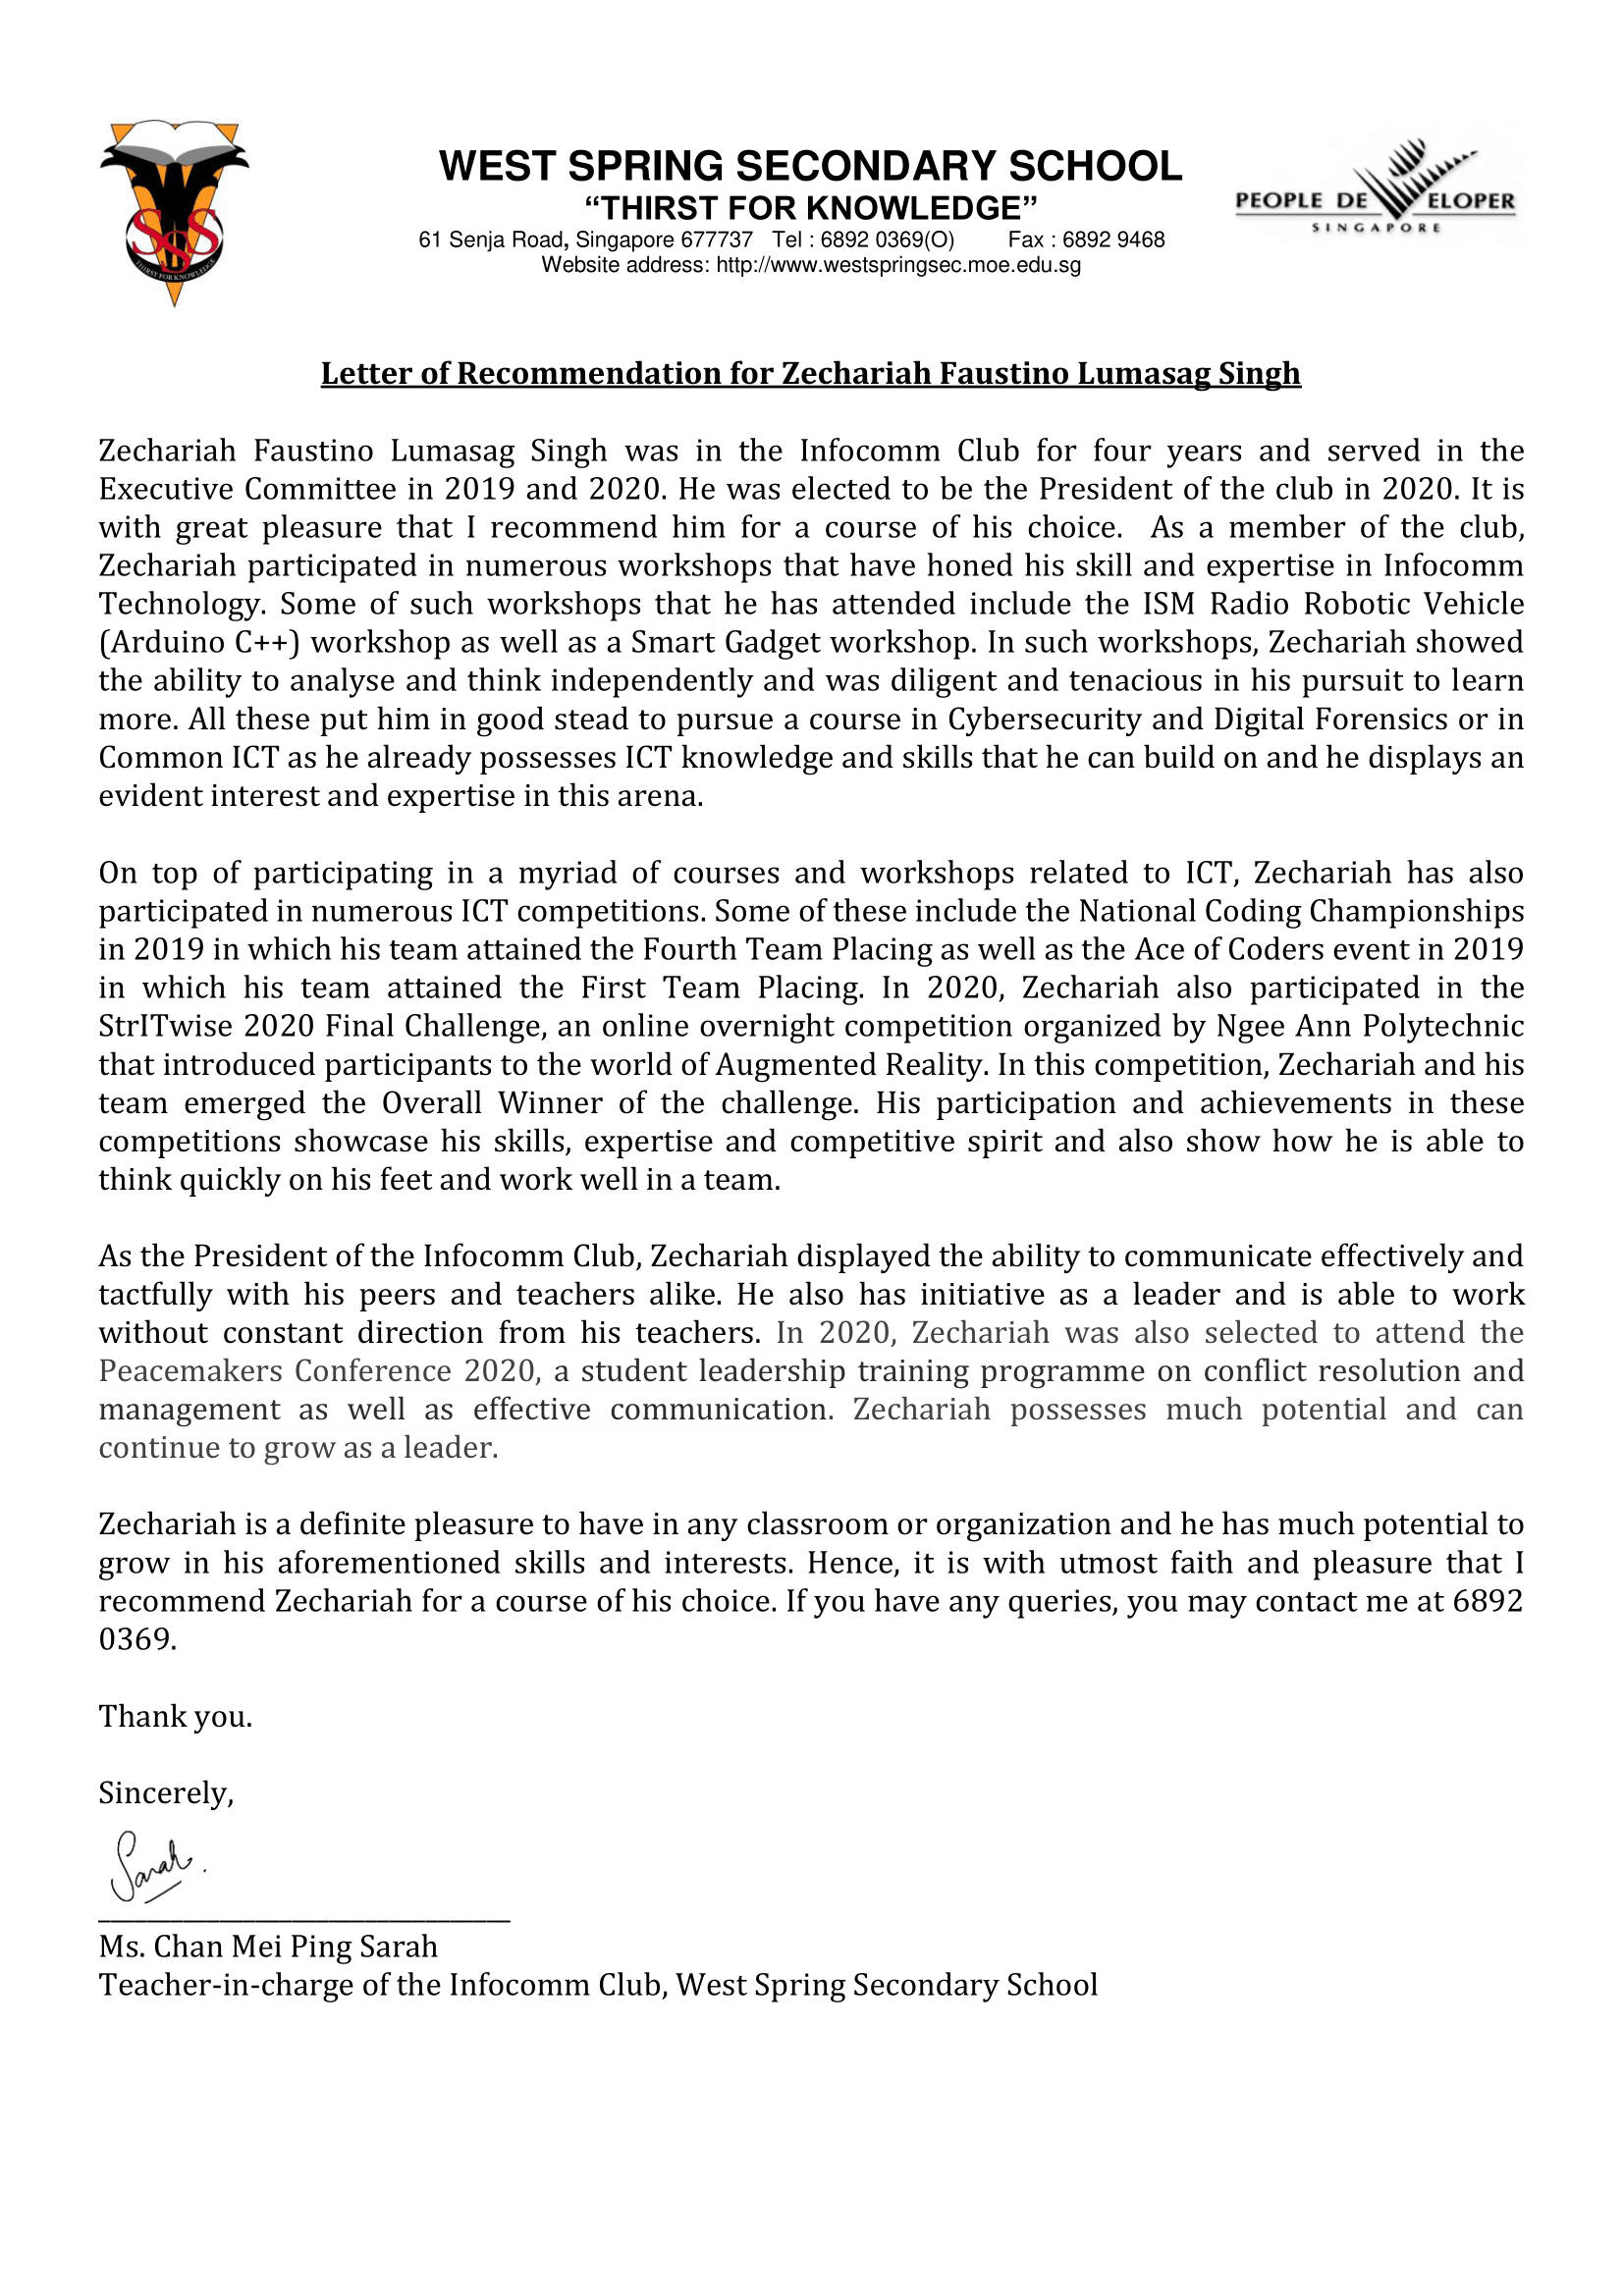 WEST SPRING SECONDARY SCHOOL
“THIRST FOR KNOWLEDGE”
61 Senja Road, Singapore 677737 Tel : 6892 0369(O) Fax : 6892 9468
Website address: http://www.westspringsec.moe.edu.sg
SSS
THIRST FOR KNOWLEDGE
PEOPLE DEVELOPER
SINGAPORE
Letter of Recommendation for Zechariah Faustino Lumasag Singh
Zechariah Faustino Lumasag Singh was in the Infocomm Club for four years and served in the
Executive Committee in 2019 and 2020. He was elected to be the President of the club in 2020. It is
with great pleasure that I recommend him for a course of his choice. As a member of the club,
Zechariah participated in numerous workshops that have honed his skill and expertise in Infocomm
Technology. Some of such workshops that he has attended include the ISM Radio Robotic Vehicle
(Arduino C++) workshop as well as a Smart Gadget workshop. In such workshops, Zechariah showed
the ability to analyse and think independently and was diligent and tenacious in his pursuit to learn
more. All these put him in good stead to pursue a course in Cybersecurity and Digital Forensics or in
Common ICT as he already possesses ICT knowledge and skills that he can build on and he displays an
evident interest and expertise in this arena.
On top of participating in a myriad of courses and workshops related to ICT, Zechariah has also
participated in numerous ICT competitions. Some of these include the National Coding Championships
in 2019 in which his team attained the Fourth Team Placing as well as the Ace of Coders event in 2019
in which his team attained the First Team Placing. In 2020, Zechariah also participated in the
StrITwise 2020 Final Challenge, an online overnight competition organized by Ngee Ann Polytechnic
that introduced participants to the world of Augmented Reality. In this competition, Zechariah and his
team emerged the Overall Winner of the challenge. His participation and achievements in these
competitions showcase his skills, expertise and competitive spirit and also show how he is able to
think quickly on his feet and work well in a team.
As the President of the Infocomm Club, Zechariah displayed the ability to communicate effectively and
tactfully with his peers and teachers alike. He also has initiative as a leader and is able to work
without constant direction from his teachers. In 2020, Zechariah was also selected to attend the
Peacemakers Conference 2020, a student leadership training programme on conflict resolution and
management as well as effective communication. Zechariah possesses much potential and can
continue to grow as a leader.
Zechariah is a definite pleasure to have in any classroom or organization and he has much potential to
grow in his aforementioned skills and interests. Hence, it is with utmost faith and pleasure that I
recommend Zechariah for a course of his choice. If you have any queries, you may contact me at 6892
0369.
Thank you.
Sincerely,
Sarah.
Ms. Chan Mei Ping Sarah
Teacher-in-charge of the Infocomm Club, West Spring Secondary School